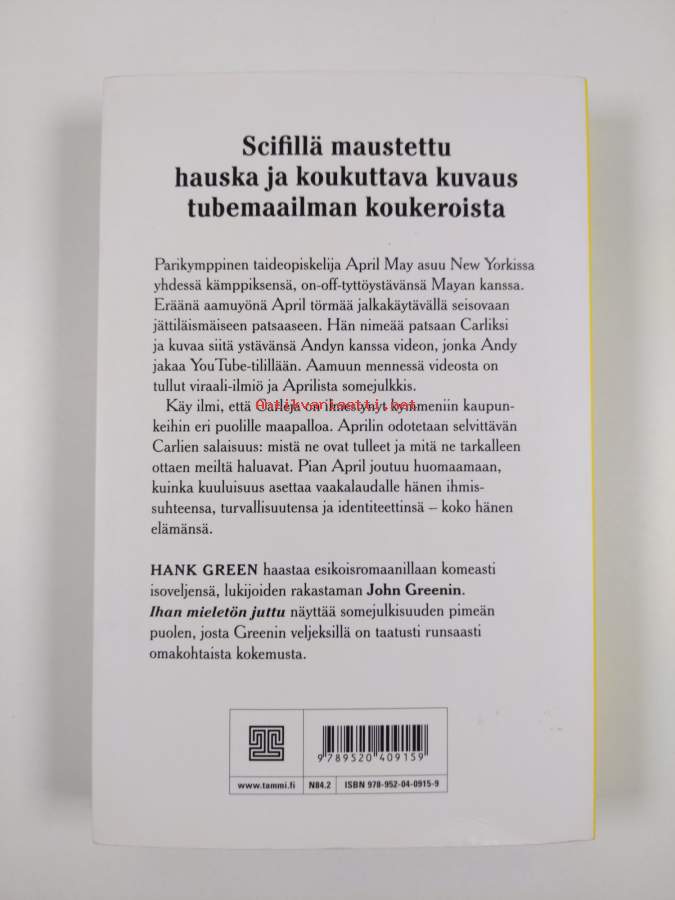 Scifillä maustettu
hauska ja koukuttava kuvaus
tubemaailman koukeroista
Parikymppinen taideopiskelija April May asuu New Yorkissa
yhdessä kämppiksensä, on-off-tyttöystävänsä Mayan kanssa.
Eräänä aamuyönä April törmää jalkakäytävällä seisovaan
jättiläismäiseen patsaaseen. Hän nimeää patsaan Carliksi
ja kuvaa siitä ystävänsä Andyn kanssa videon, jonka Andy
jakaa YouTube-tilillään. Aamuun mennessä videosta on
tullut viraali-ilmiö ja Aprilista somejulkkis.
Käy ilmi, että Carleja on ilmestynyt kymmeniin kaupun-
Antikvariaatti.net
keihin eri puolille maapalloa. Aprilin odotetaan selvittävän
Carlien salaisuus: mistä ne ovat tulleet ja mitä ne tarkalleen
ottaen meiltä haluavat. Pian April joutuu huomaamaan,
kuinka kuuluisuus asettaa vaakalaudalle hänen ihmis-
suhteensa, turvallisuutensa ja identiteettinsä – koko hänen
elämänsä.
HANK GREEN haastaa esikoisromaanillaan komeasti
isoveljensä, lukijoiden rakastaman John Greenin.
Ihan mieletön juttu näyttää somejulkisuuden pimeän
puolen, josta Greenin veljeksillä on taatusti runsaasti
omakohtaista kokemusta.
9 789520 409159
www.tammi.fi N84.2 ISBN 978-952-04-0915-9